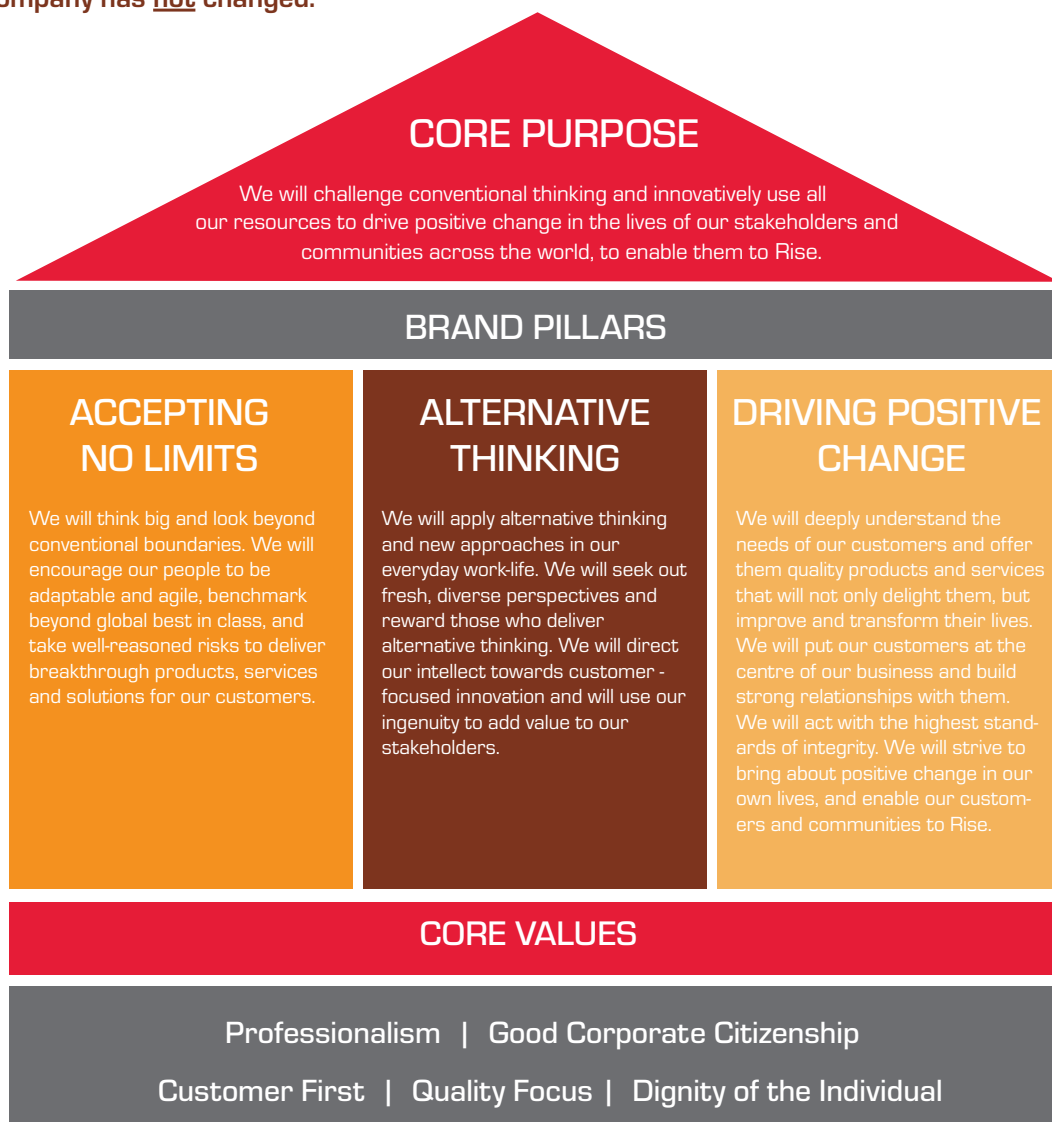 ompany has not changed.
CORE PURPOSE
We will challenge conventional thinking and innovatively use all
our resources to drive positive change in the lives of our stakeholders and
communities across the world, to enable them to Rise.
BRAND PILLARS
ACCEPTING
NO LIMITS
We will think big and look beyond
conventional boundaries. We will
encourage our people to be
adaptable and agile, benchmark
beyond global best in class, and
take well-reasoned risks to deliver
breakthrough products, services
and solutions for our customers.
ALTERNATIVE
THINKING
We will apply alternative thinking
and new approaches in our
everyday work-life. We will seek out
fresh, diverse perspectives and
reward those who deliver
alternative thinking. We will direct
our intellect towards customer -
focused innovation and will use our
ingenuity to add value to our
stakeholders.
DRIVING POSITIVE
CHANGE
We will deeply understand the
needs of our customers and offer
them quality products and services
that will not only delight them, but
improve and transform their lives.
We will put our customers at the
centre of our business and build
strong relationships with them.
We will act with the highest stand-
ards of integrity. We will strive to
bring about positive change in our
own lives, and enable our custom-
ers and communities to Rise.
CORE VALUES
Professionalism | Good Corporate Citizenship
Customer First | Quality Focus | Dignity of the Individual